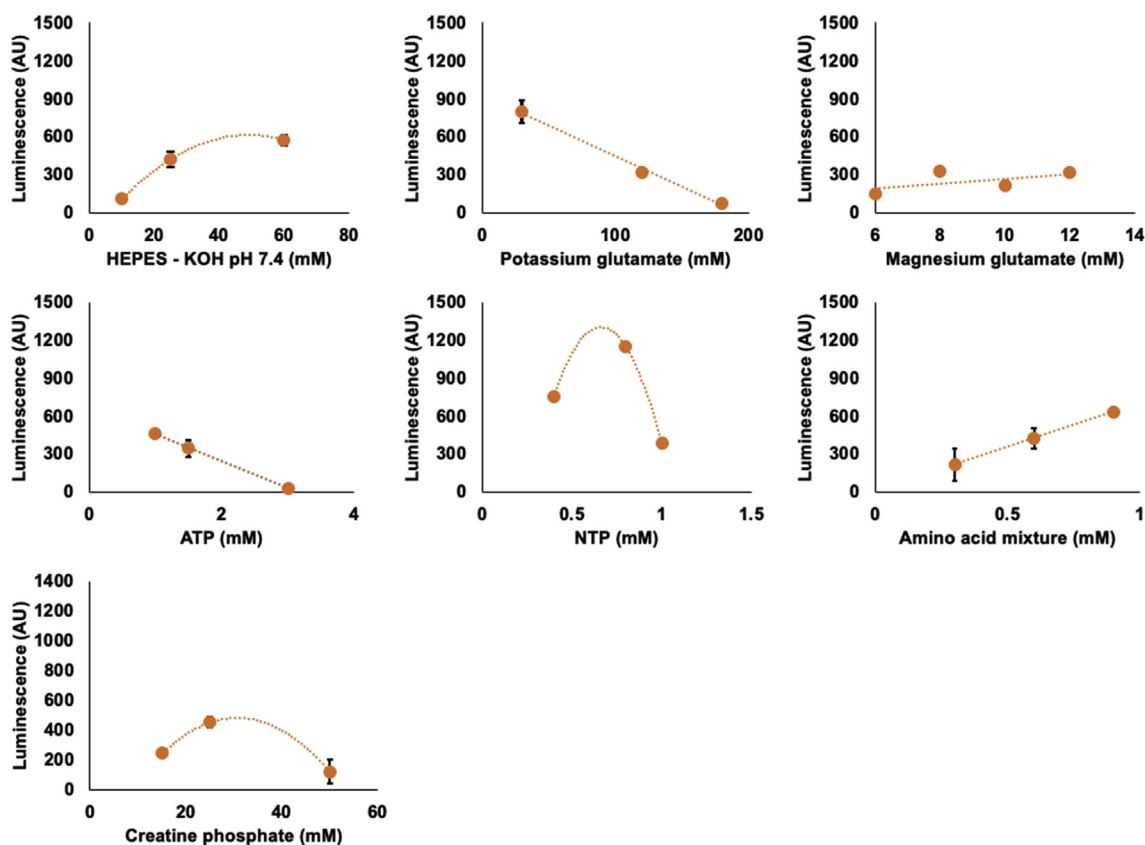 Luminescence (AU)
1500
1200
900
600
300
0
0 20 40 60 80
HEPES - KOH pH 7.4 (mM)
Luminescence (AU)
1500
1200
900
600
300
0
0 100 200
Potassium glutamate (mM)
Luminescence (AU)
1500
1200
900
600
300
0
6 8 10 12 14
Magnesium glutamate (mM)
Luminescence (AU)
1500
1200
900
600
300
0
0 2 4
ATP (mM)
Luminescence (AU)
1500
1200
900
600
300
0
0 0.5 1 1.5
NTP (mM)
Luminescence (AU)
1500
1200
900
600
300
0
0 0.5 1
Amino acid mixture (mM)
Luminescence (AU)
1400
1200
1000
800
600
400
200
0
0 20 40 60
Creatine phosphate (mM)